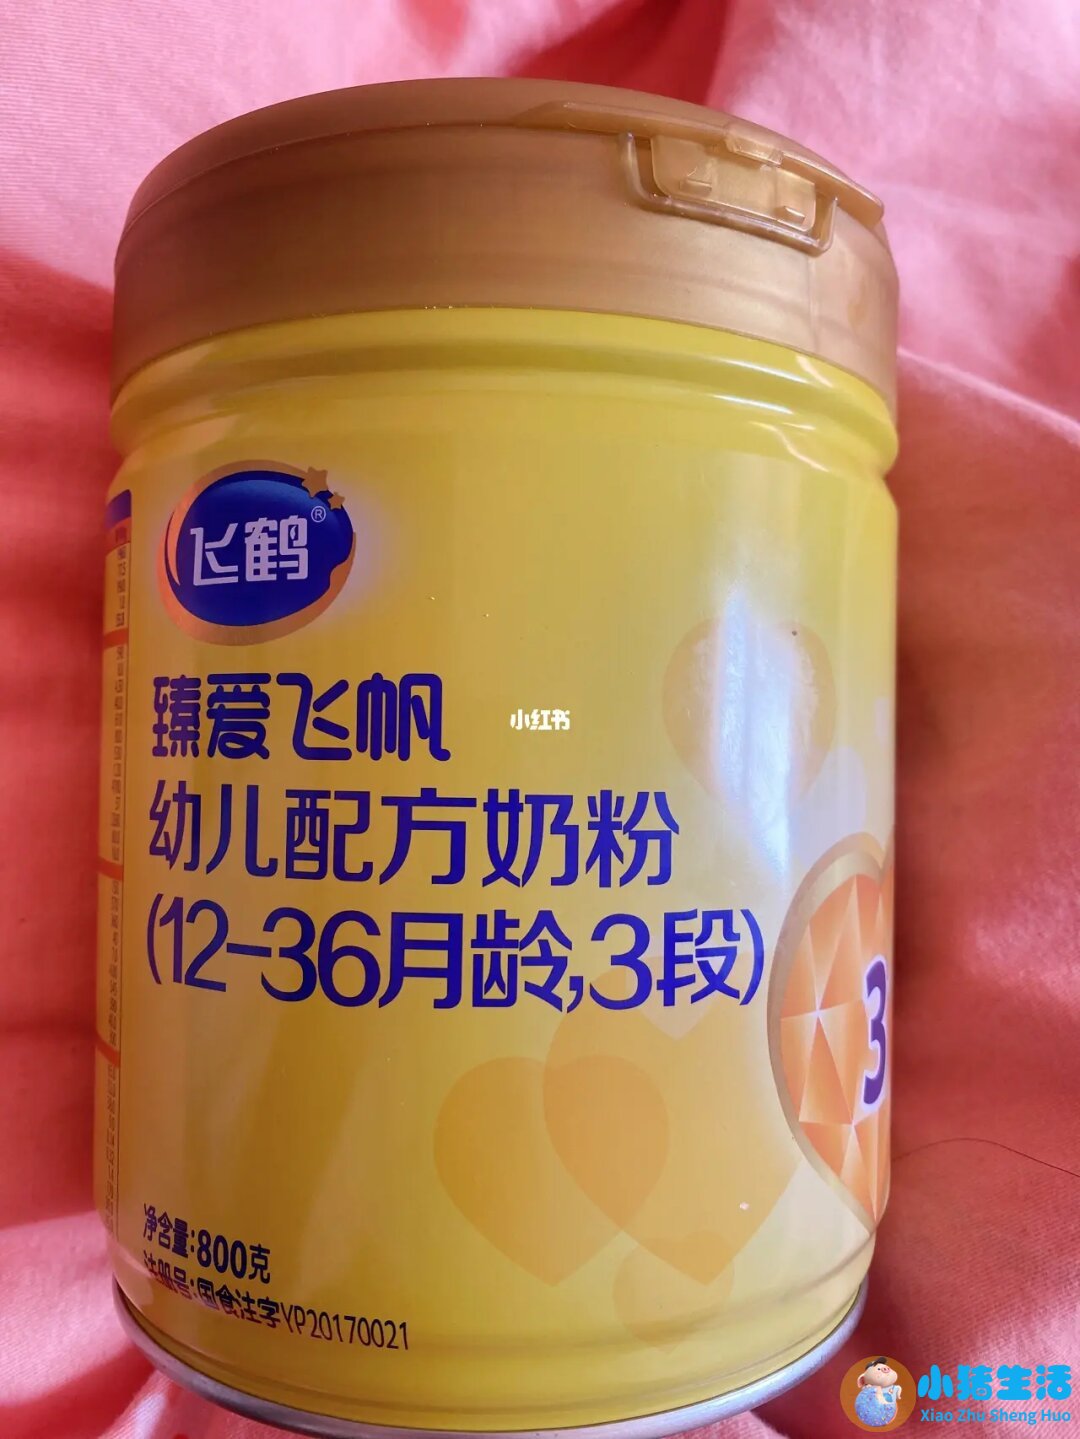 飞鹤®
臻爱飞帆
小红书
幼儿配方奶粉
(12-36月龄,3段)
3
净含量:800克
注册号:国食注字YP20170021
小猪生活
Xiao Zhu Sheng Huo